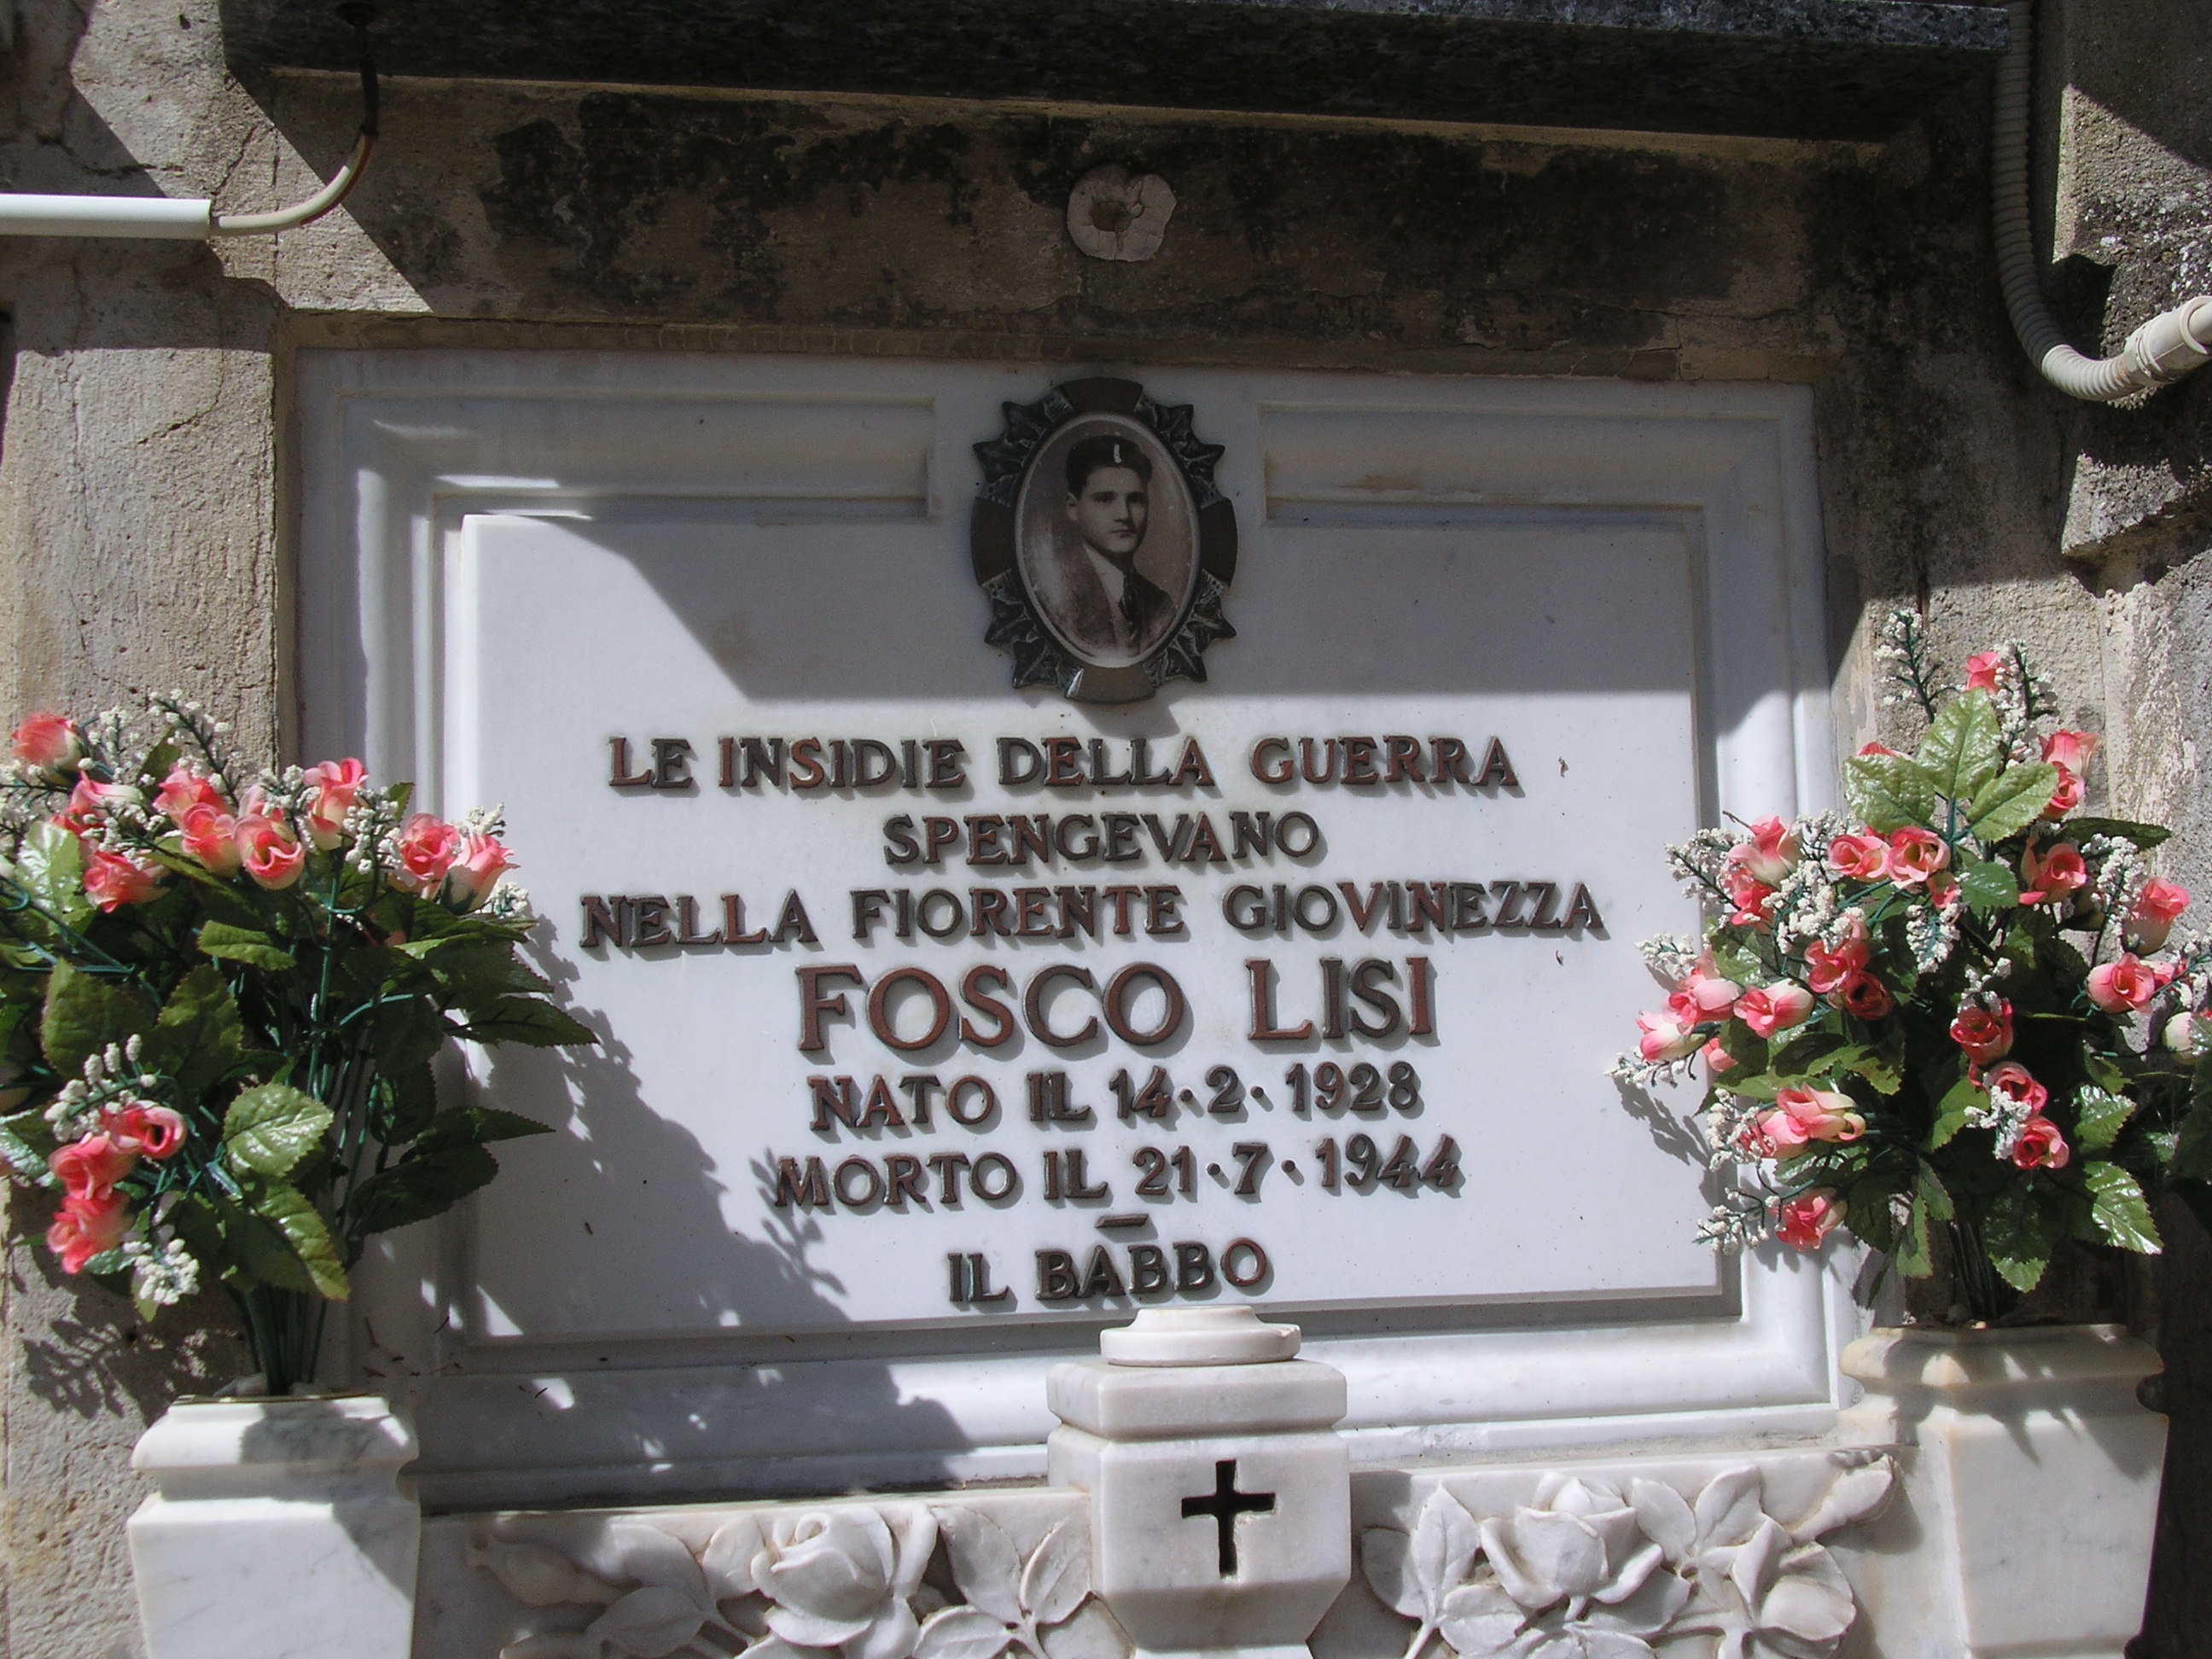 LE INSIDIE DELLA GUERRA
SPENGEVANO
NELLA FIORENTE GIOVINEZZA
FOSCO LISI
NATO IL 14·2·1928
MORTO IL 21·7·1944
—
IL BABBO